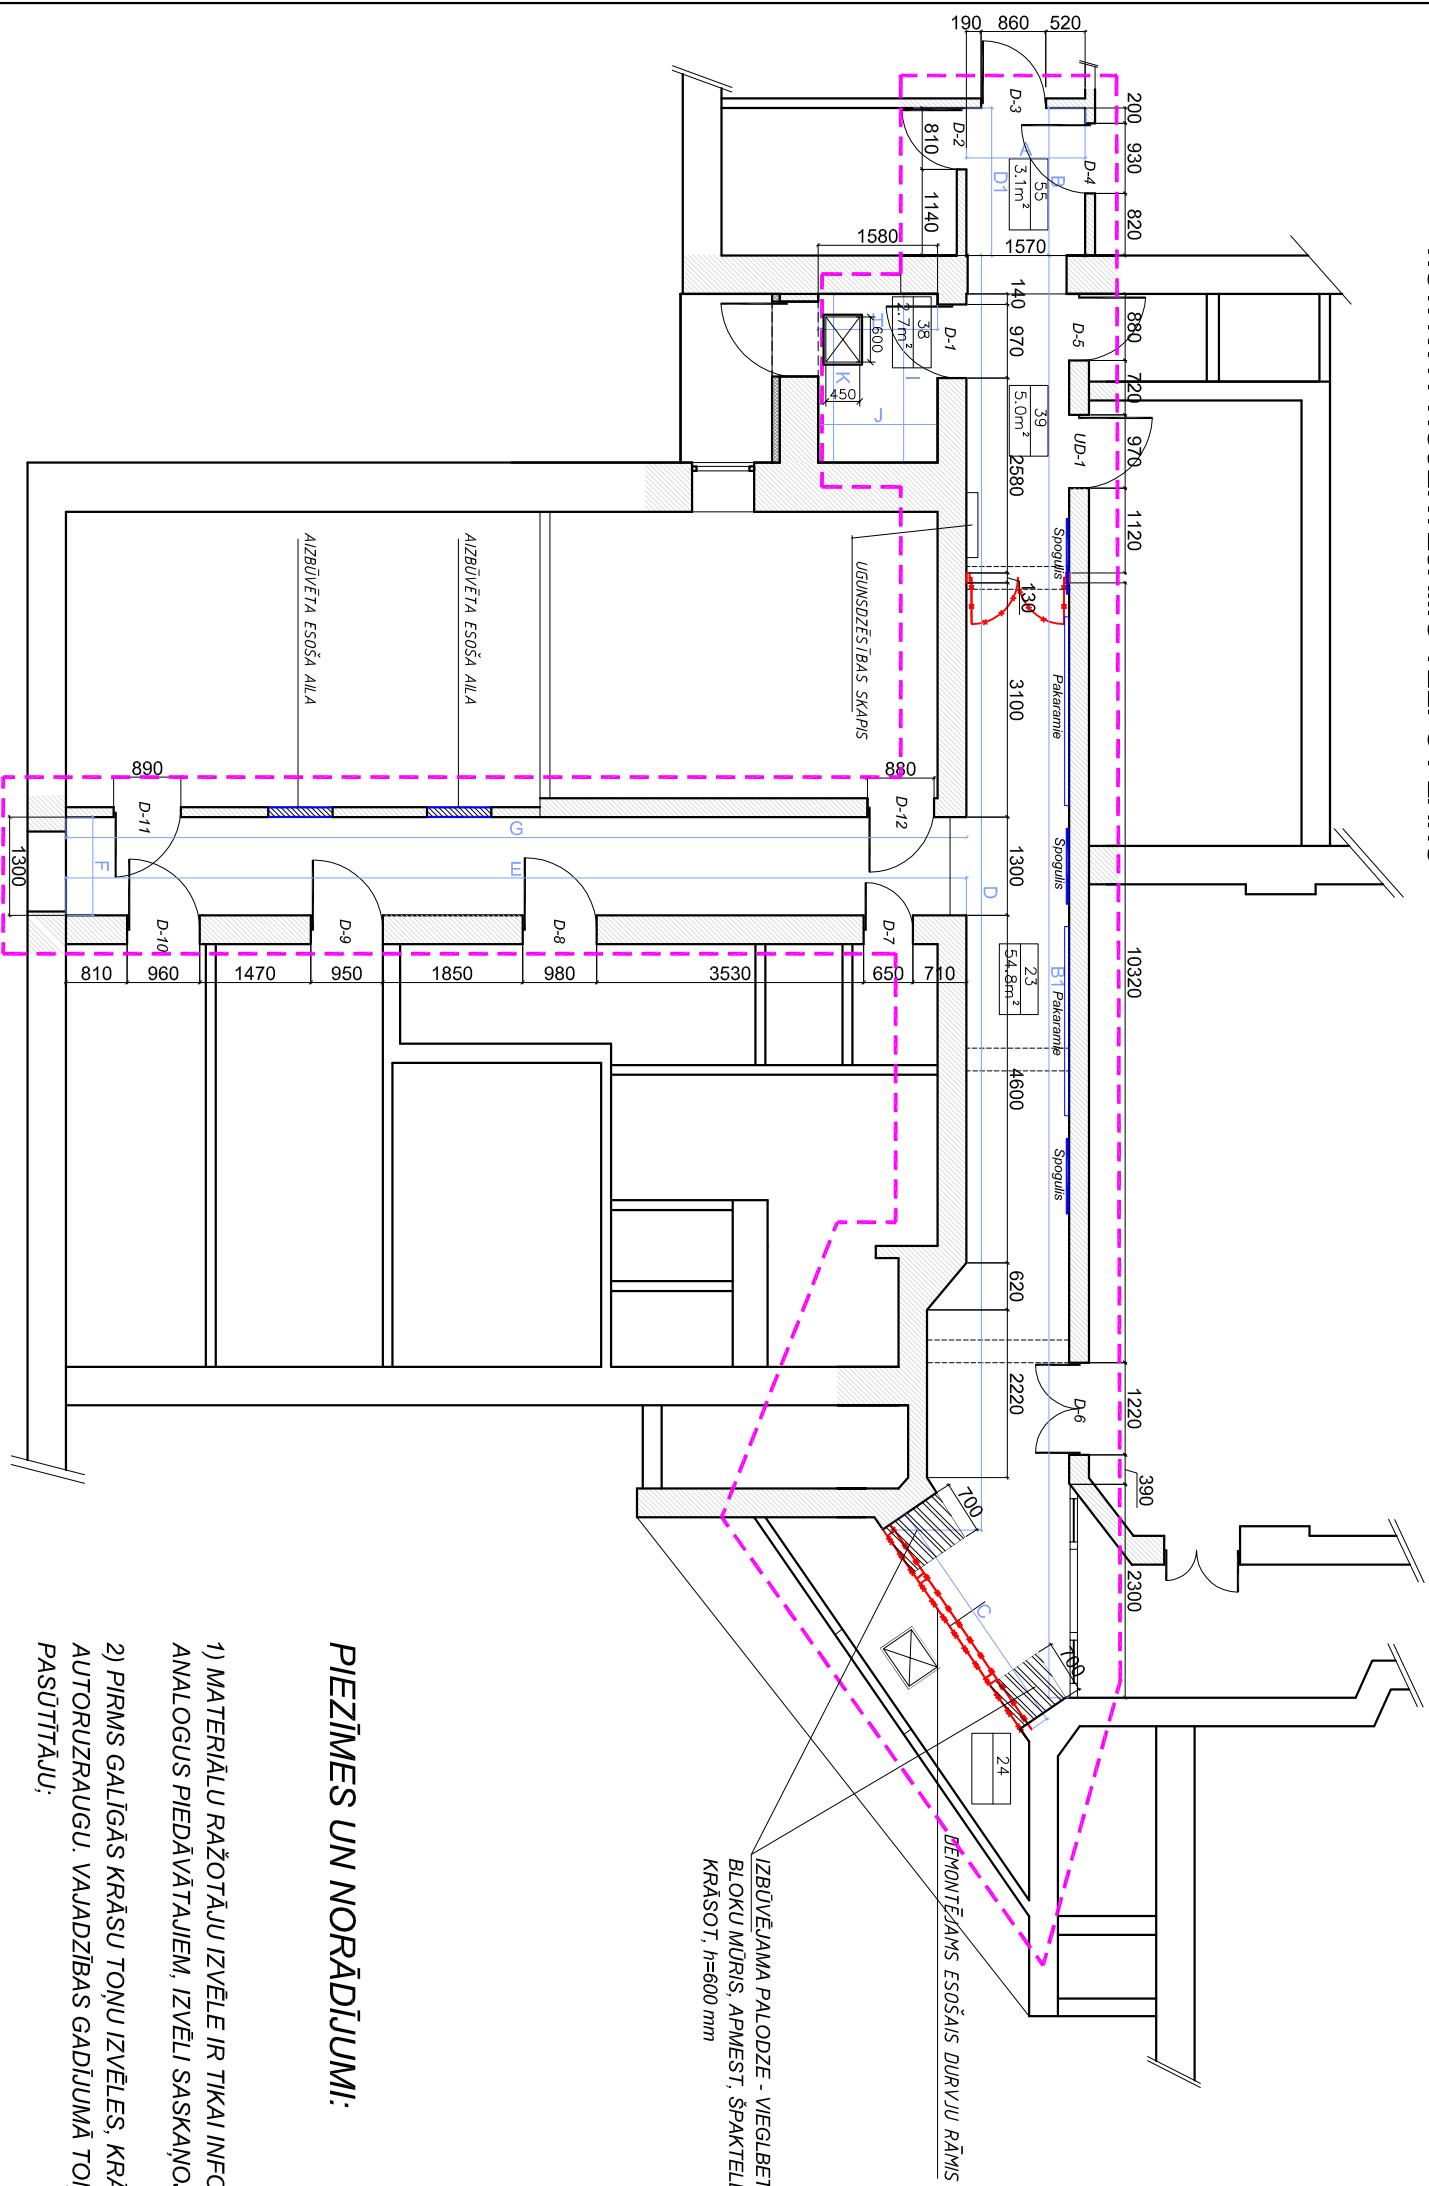 190 860 520
D-3
200 930 820
D-2
D-4
810 1140
A
B
D1
55
3.1m²
1570
1580
140 970 2580
880 720 970 1120
D-1
D-5
UD-1
38
2.7m²
600
450
H
I
K
J
39
5.0m²
Spogulis
Pakaramie
Spogulis
Pakaramie
Spogulis
130
3100
1300
4600
620
2220
10320
1220
390
2300
UGUNSDZĒSĪBAS SKAPIS
AIZBŪVĒTA ESOŠA AILA
AIZBŪVĒTA ESOŠA AILA
890
880
D-11
D-12
G
E
F
D
B1
1300
D-10
D-9
D-8
D-7
810 960 1470 950 1850 980 3530 650 710
23
54.8m²
D-6
700
700
C
24
DEMONTĒJAMS ESOŠAIS DURVJU RĀMIS
IZBŪVĒJAMA PALODZE - VIEGLBET
BLOKU MŪRIS, APMEST, ŠPAKTEL
KRĀSOT, h=600 mm
PIEZĪMES UN NORĀDĪJUMI:
1) MATERIĀLU RAŽOTĀJU IZVĒLE IR TIKAI INFO
ANALOGUS PIEDĀVĀTAJIEM, IZVĒLI SASKAŅO
2) PIRMS GALĪGĀS KRĀSU TOŅU IZVĒLES, KRĀ
AUTORUZRAUGU. VAJADZĪBAS GADĪJUMĀ TO
PASŪTĪTĀJU;